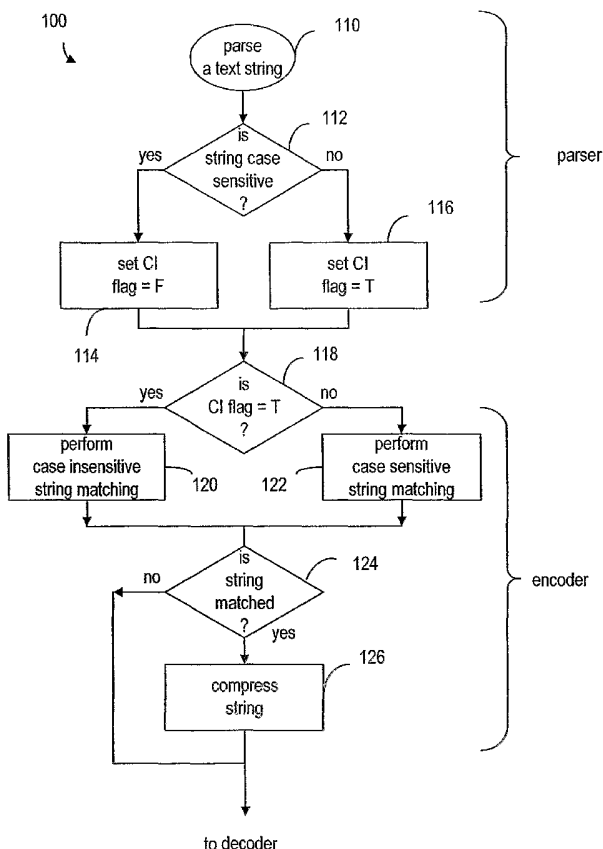 100
110
parse
a text string
112
is
string case
sensitive
?
yes
no
parser
116
set CI
flag = F
set CI
flag = T
114
118
is
CI flag = T
?
yes
no
perform
case insensitive
string matching
120
122
perform
case sensitive
string matching
124
is
string
matched
?
no
yes
encoder
126
compress
string
to decoder